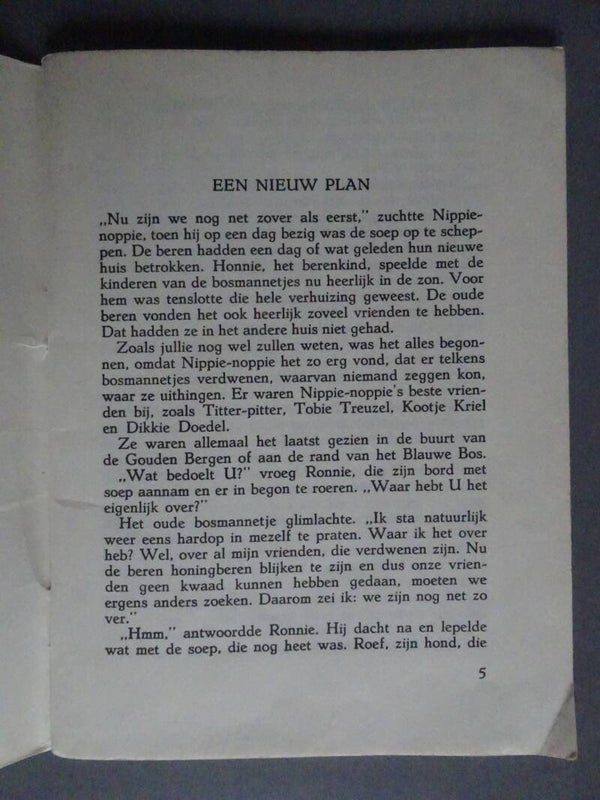 EEN NIEUW PLAN
„Nu zijn we nog net zover als eerst,” zuchtte Nippie-
noppie, toen hij op een dag bezig was de soep op te schep-
pen. De beren hadden een dag of wat geleden hun nieuwe
huis betrokken. Honnie, het berenkind, speelde met de
kinderen van de bosmannetjes nu heerlijk in de zon. Voor
hem was tenslotte die hele verhuizing geweest. De oude
beren vonden het ook heerlijk zoveel vrienden te hebben.
Dat hadden ze in het andere huis niet gehad.
Zoals jullie nog wel zullen weten, was het alles begon-
nen, omdat Nippie-noppie het zo erg vond, dat er telkens
bosmannetjes verdwenen, waarvan niemand zeggen kon,
waar ze uithingen. Er waren Nippie-noppie's beste vrien-
den bij, zoals Titter-pitter, Tobie Treuzel, Kootje Kriel
en Dikkie Doedel.
Ze waren allemaal het laatst gezien in de buurt van
de Gouden Bergen of aan de rand van het Blauwe Bos.
„Wat bedoelt U?” vroeg Ronnie, die zijn bord met
soep aannam en er in begon te roeren. „Waar hebt U het
eigenlijk over?”
Het oude bosmannetje glimlachte. „Ik sta natuurlijk
weer eens hardop in mezelf te praten. Waar ik het over
heb? Wel, over al mijn vrienden, die verdwenen zijn. Nu
de beren honingberen blijken te zijn en dus onze vrien-
den geen kwaad kunnen hebben gedaan, moeten we
ergens anders zoeken. Daarom zei ik: we zijn nog net zo
ver.”
„Hmm,” antwoordde Ronnie. Hij dacht na en lepelde
wat met de soep, die nog heet was. Roef, zijn hond, die
5